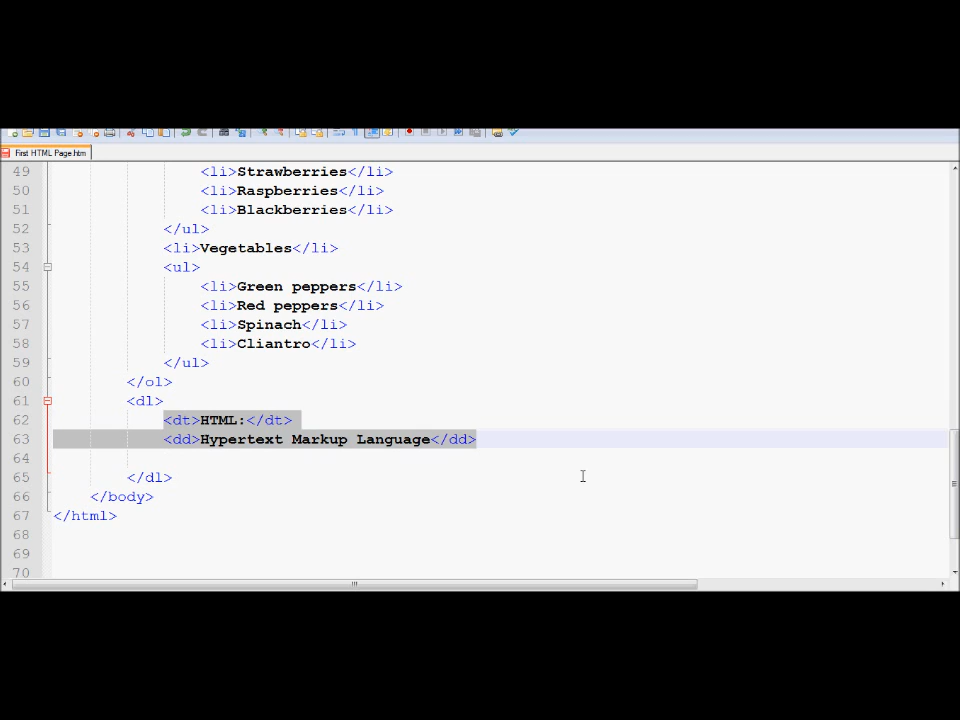 First HTML Page.htm
49 <li>Strawberries</li>
50 <li>Raspberries</li>
51 <li>Blackberries</li>
52 </ul>
53 <li>Vegetables</li>
54 <ul>
55 <li>Green peppers</li>
56 <li>Red peppers</li>
57 <li>Spinach</li>
58 <li>Cliantro</li>
59 </ul>
60 </ol>
61 <dl>
62 <dt>HTML:</dt>
63 <dd>Hypertext Markup Language</dd>
64
65 </dl>
66 </body>
67 </html>
68
69
70